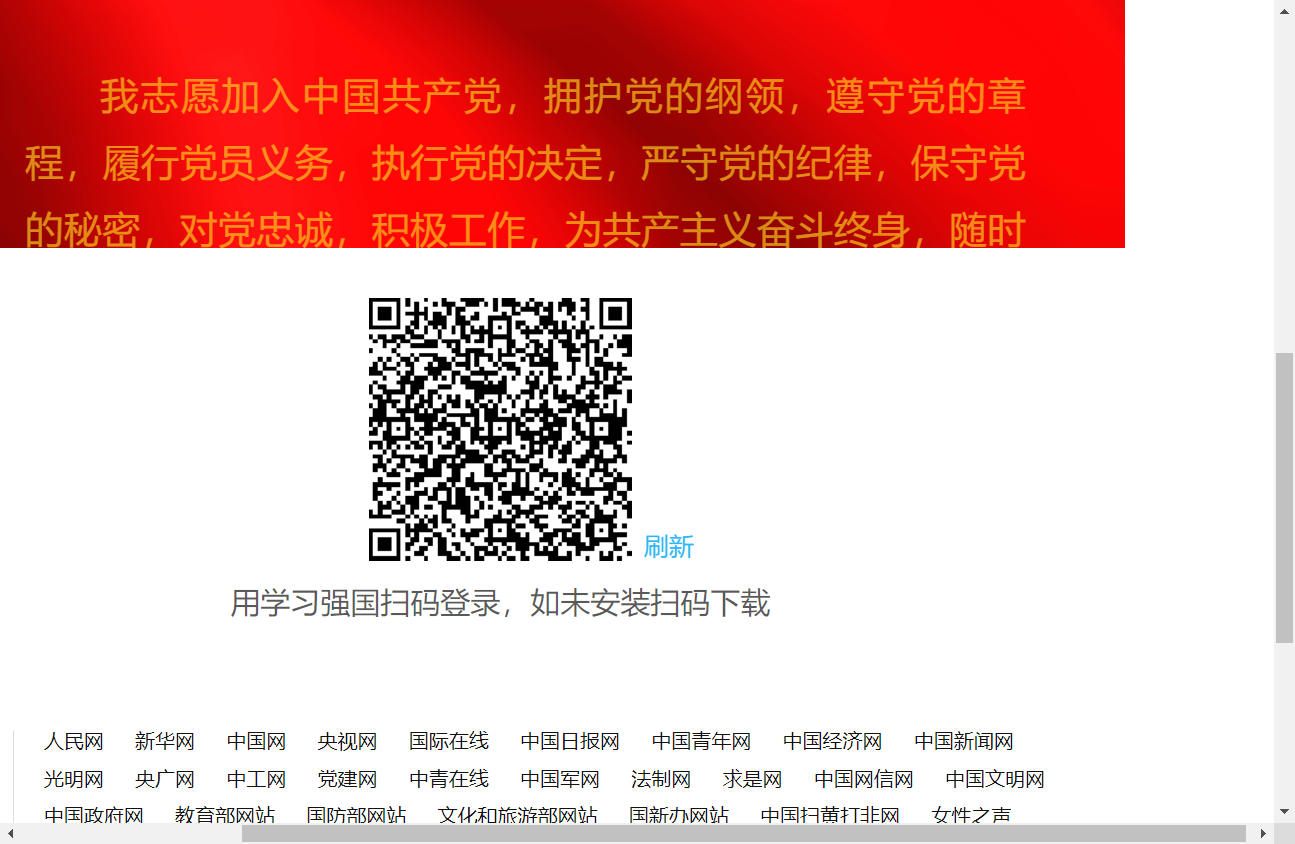 我志愿加入中国共产党，拥护党的纲领，遵守党的章
程，履行党员义务，执行党的决定，严守党的纪律，保守党
的秘密，对党忠诚，积极工作，为共产主义奋斗终身，随时
刷新
用学习强国扫码登录，如未安装扫码下载
人民网 新华网 中国网 央视网 国际在线 中国日报网 中国青年网 中国经济网 中国新闻网
光明网 央广网 中工网 党建网 中青在线 中国军网 法制网 求是网 中国网信网 中国文明网
中国政府网 教育部网站 国防部网站 文化和旅游部网站 国新办网站 中国扫黄打非网 女性之声